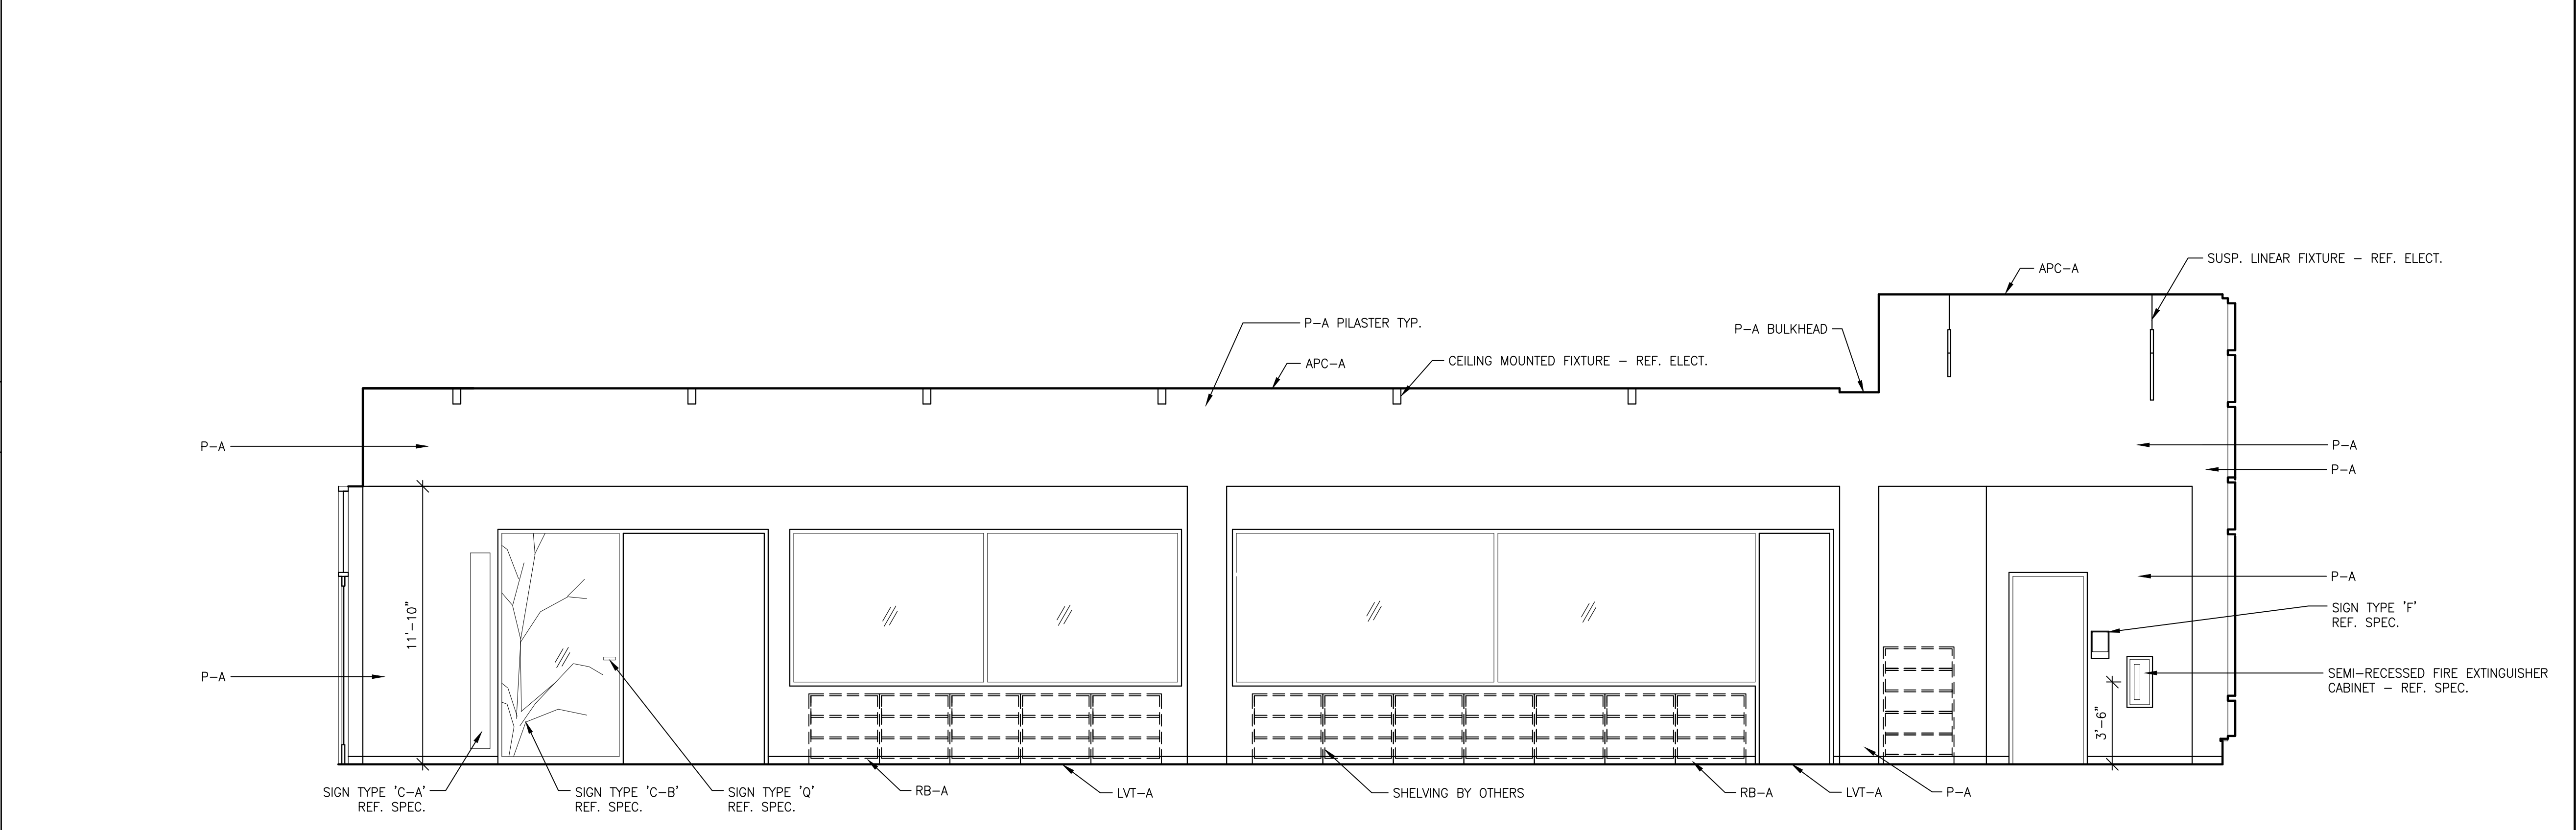 APC-A
SUSP. LINEAR FIXTURE - REF. ELECT.
P-A PILASTER TYP.
P-A BULKHEAD
APC-A
CEILING MOUNTED FIXTURE - REF. ELECT.
P-A
P-A
P-A
P-A
SIGN TYPE 'F'
REF. SPEC.
11'-10"
P-A
SEMI-RECESSED FIRE EXTINGUISHER
CABINET - REF. SPEC.
3'-6"
SIGN TYPE 'C-A'
REF. SPEC.
SIGN TYPE 'C-B'
REF. SPEC.
SIGN TYPE 'Q'
REF. SPEC.
RB-A
LVT-A
SHELVING BY OTHERS
RB-A
LVT-A
P-A